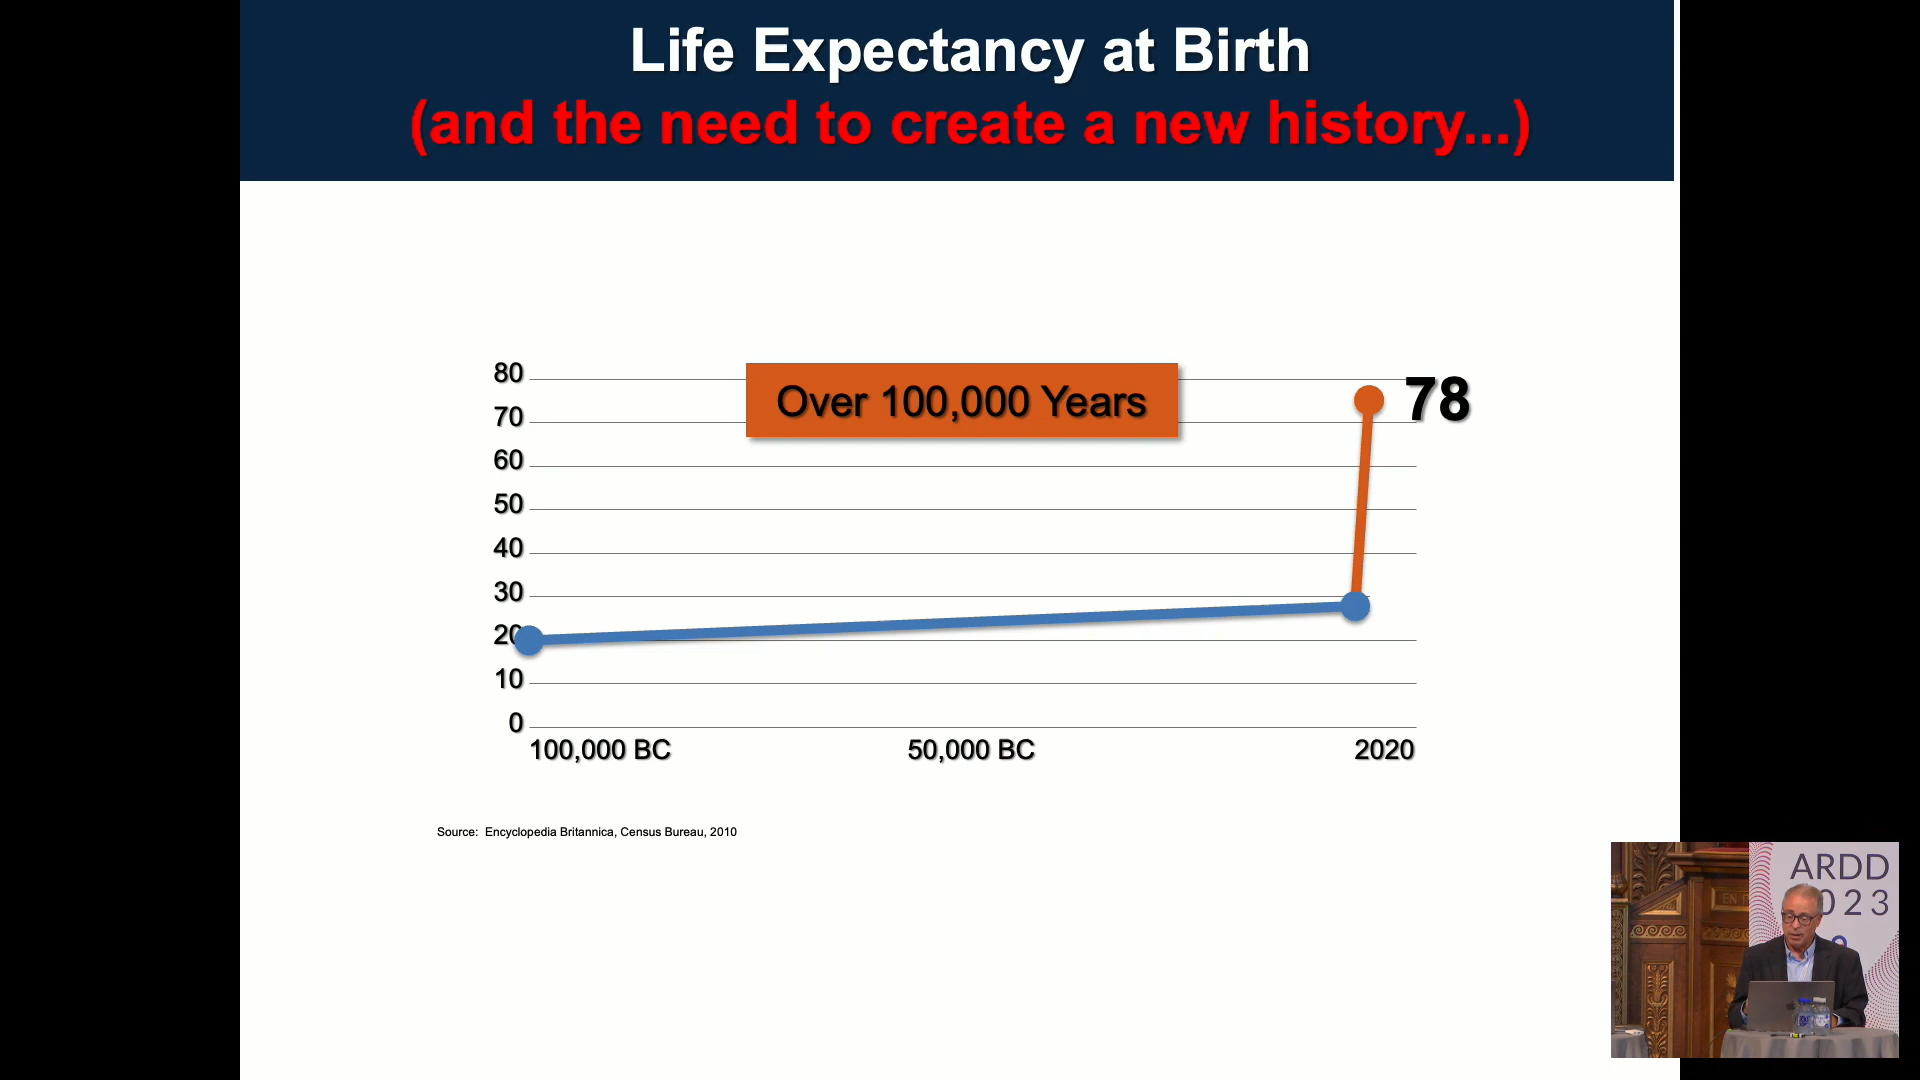 Life Expectancy at Birth
(and the need to create a new history...)
Over 100,000 Years
78
80
70
60
50
40
30
20
10
0
100,000 BC
50,000 BC
2020
Source: Encyclopedia Britannica, Census Bureau, 2010
ARDD
023